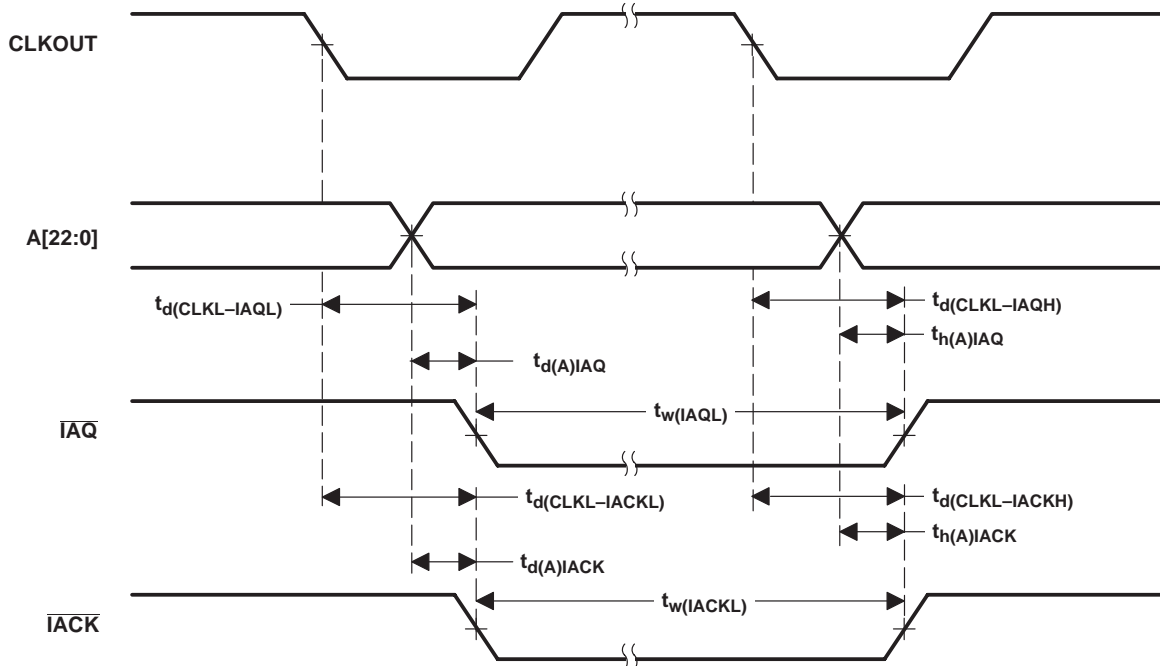 CLKOUT
A[22:0]
td(CLKL–IAQL)
td(CLKL–IAQH)
th(A)IAQ
td(A)IAQ
IAQ
tw(IAQL)
td(CLKL–IACKL)
td(CLKL–IACKH)
th(A)IACK
td(A)IACK
tw(IACKL)
IACK